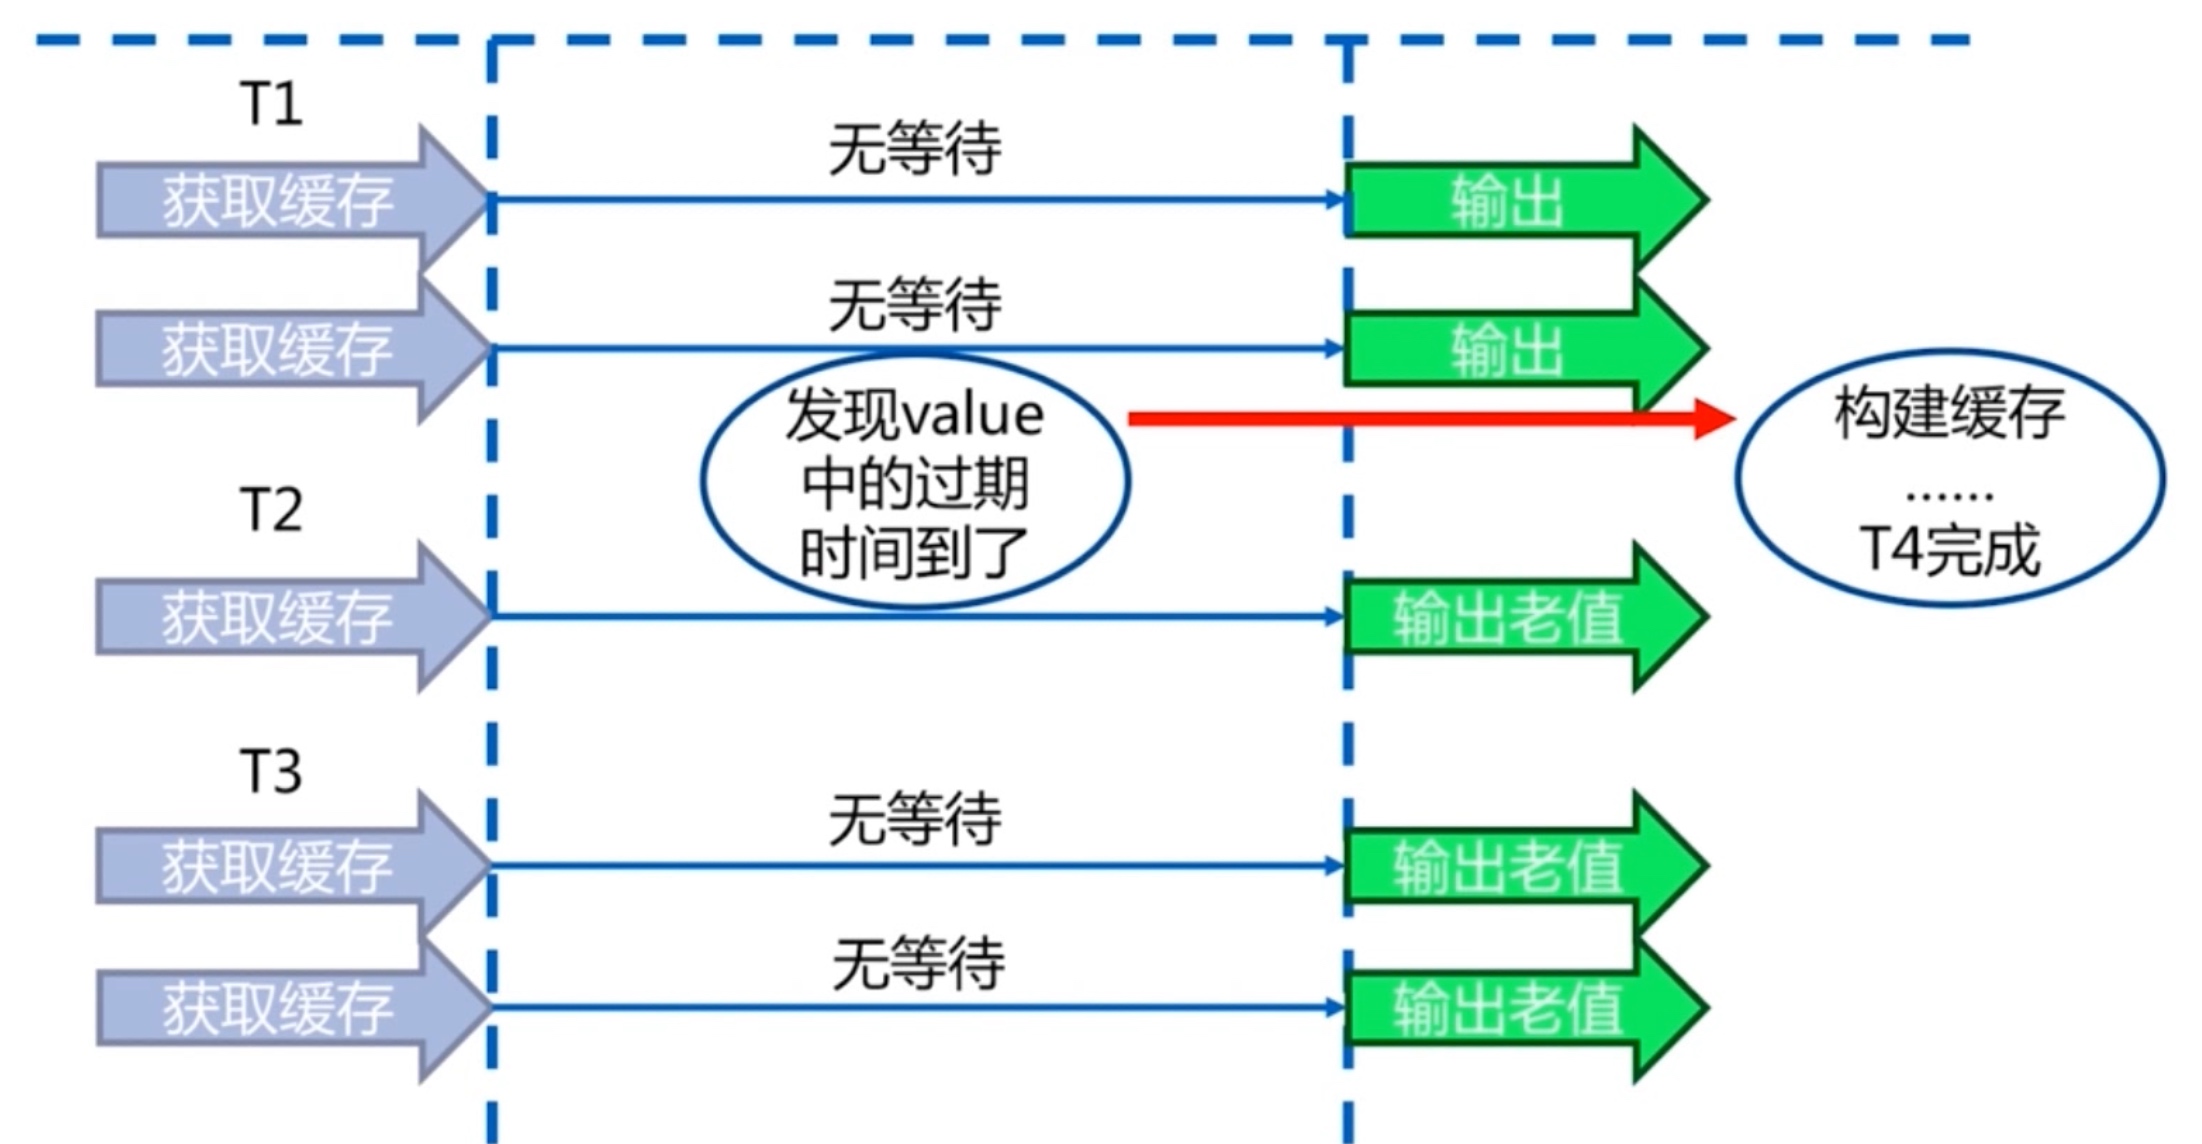 T1
无等待
获取缓存
输出
无等待
获取缓存
输出
发现value
中的过期
时间到了
构建缓存
......
T4完成
T2
获取缓存
输出老值
T3
无等待
获取缓存
输出老值
无等待
获取缓存
输出老值